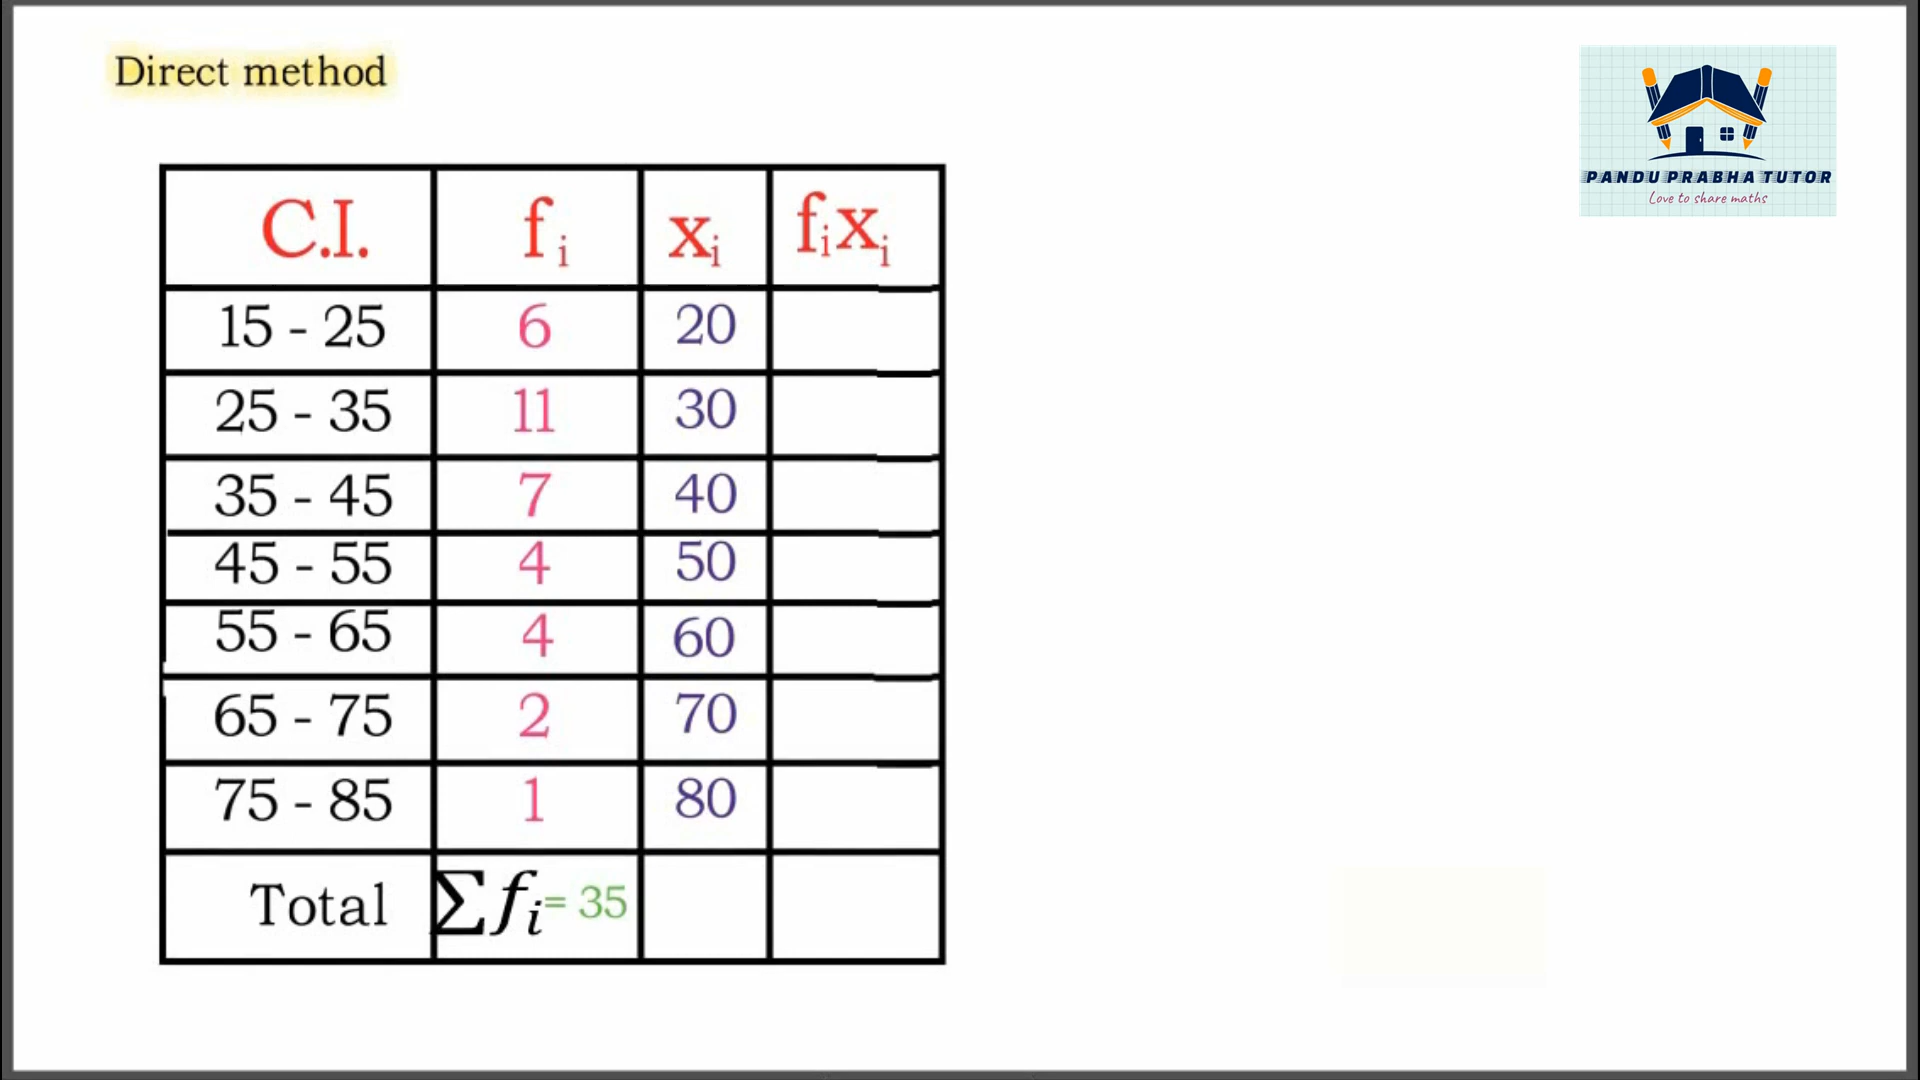 Direct method
PANDU PRABHA TUTOR
Love to share maths
C.I. fᵢ xᵢ fᵢxᵢ
15 - 25 6 20
25 - 35 11 30
35 - 45 7 40
45 - 55 4 50
55 - 65 4 60
65 - 75 2 70
75 - 85 1 80
Total ∑fᵢ = 35